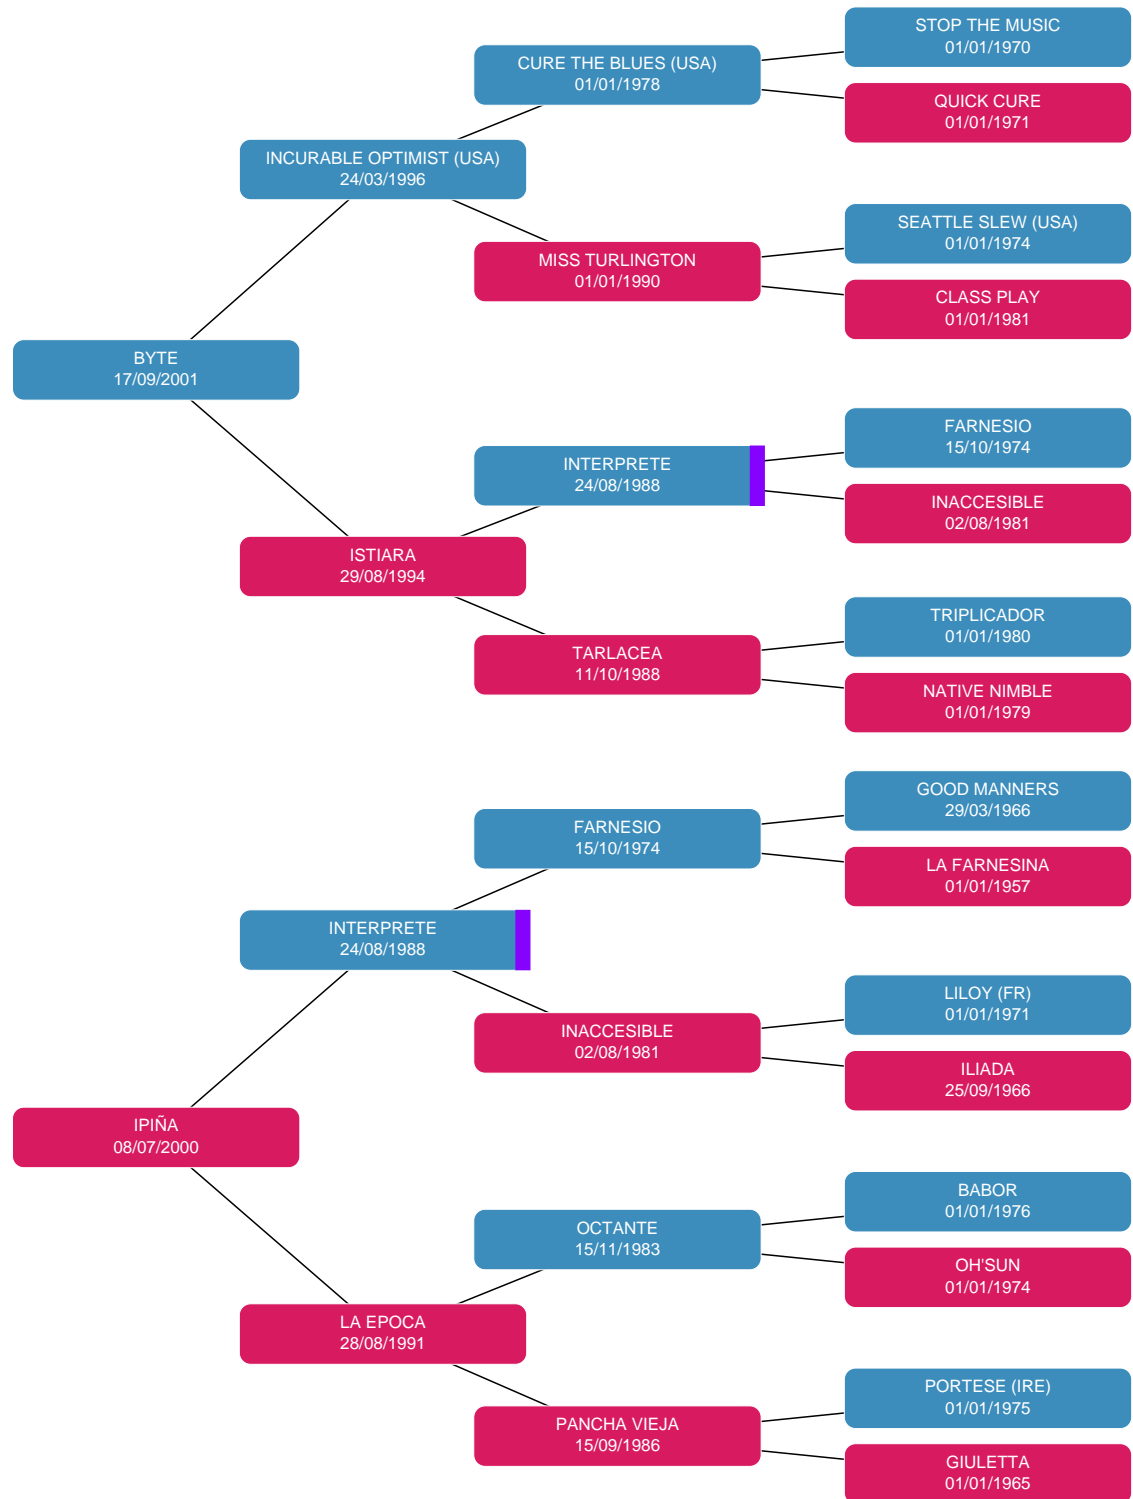 STOP THE MUSIC
01/01/1970
CURE THE BLUES (USA)
01/01/1978
QUICK CURE
01/01/1971
INCURABLE OPTIMIST (USA)
24/03/1996
SEATTLE SLEW (USA)
01/01/1974
MISS TURLINGTON
01/01/1990
CLASS PLAY
01/01/1981
BYTE
17/09/2001
FARNESIO
15/10/1974
INTERPRETE
24/08/1988
INACCESIBLE
02/08/1981
ISTIARA
29/08/1994
TRIPLICADOR
01/01/1980
TARLACEA
11/10/1988
NATIVE NIMBLE
01/01/1979
GOOD MANNERS
29/03/1966
FARNESIO
15/10/1974
LA FARNESINA
01/01/1957
INTERPRETE
24/08/1988
LILOY (FR)
01/01/1971
INACCESIBLE
02/08/1981
ILIADA
25/09/1966
IPIÑA
08/07/2000
BABOR
01/01/1976
OCTANTE
15/11/1983
OH'SUN
01/01/1974
LA EPOCA
28/08/1991
PORTESE (IRE)
01/01/1975
PANCHA VIEJA
15/09/1986
GIULETTA
01/01/1965